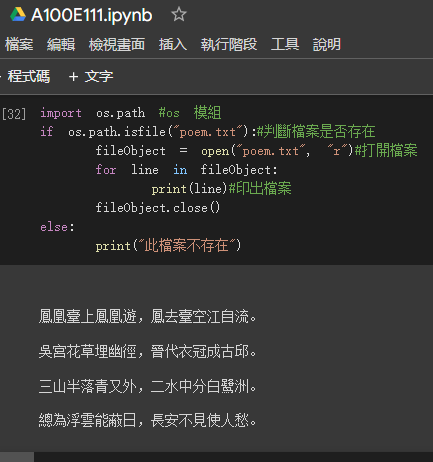 A100E111.ipynb
檔案 編輯 檢視畫面 插入 執行階段 工具 說明
程式碼 + 文字
[32] import os.path #os 模組
if os.path.isfile("poem.txt"):#判斷檔案是否存在
fileObject = open("poem.txt", "r")#打開檔案
for line in fileObject:
print(line)#印出檔案
fileObject.close()
else:
print("此檔案不存在")
鳳凰臺上鳳凰遊，鳳去臺空江自流。
吳宮花草埋幽徑，晉代衣冠成古邱。
三山半落青又外，二水中分白鷺洲。
總為浮雲能蔽日，長安不見使人愁。